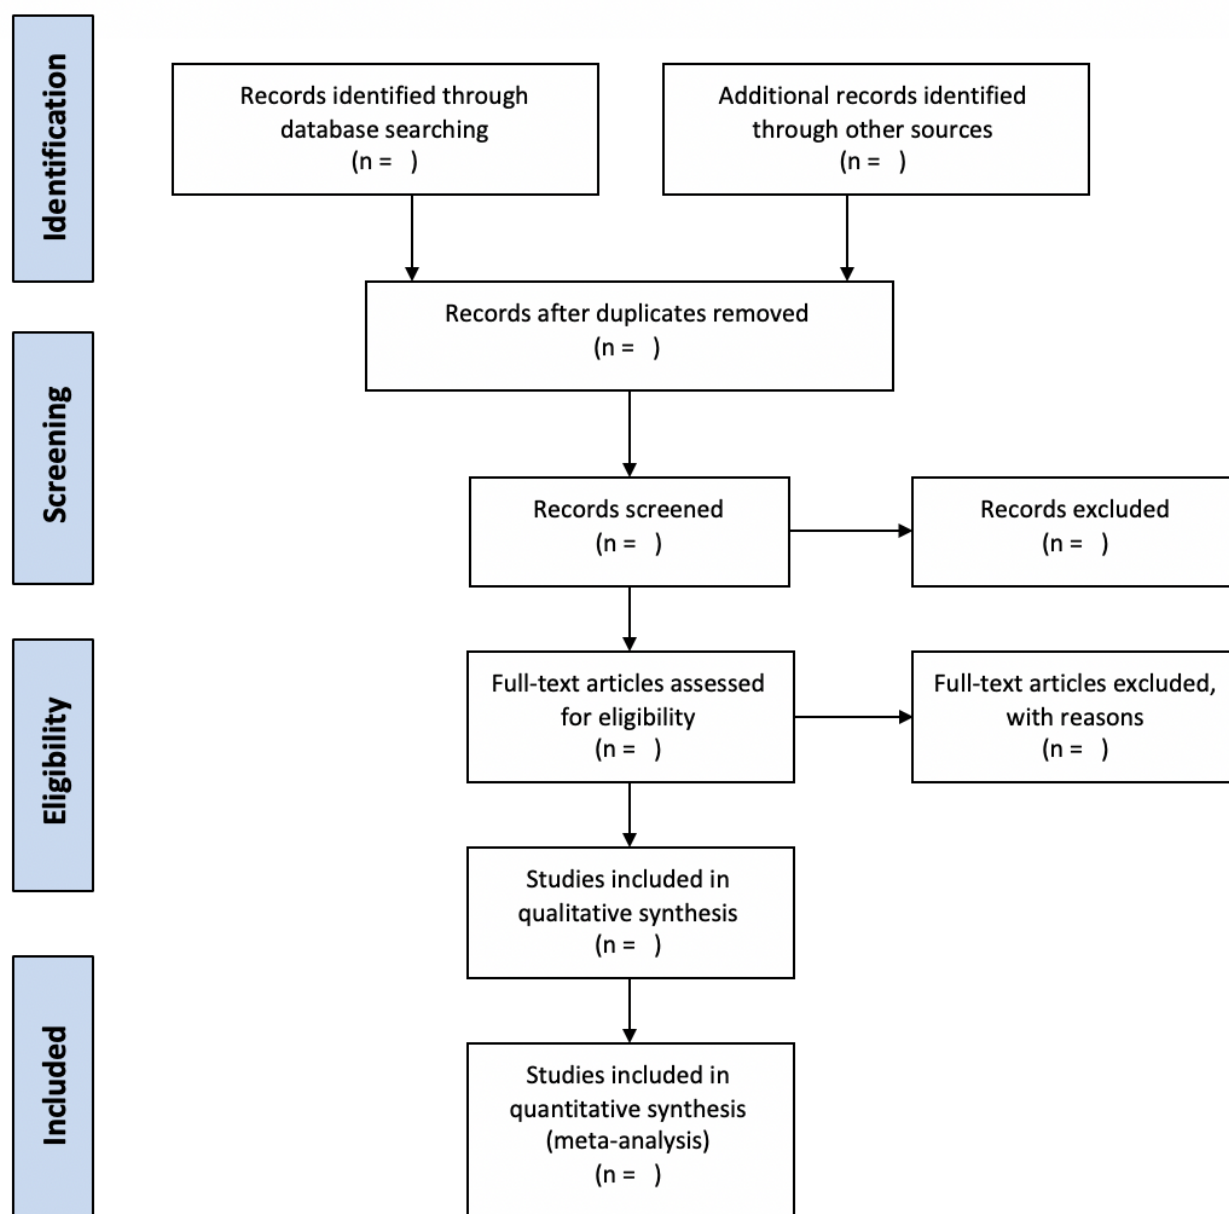 Identification
Records identified through
database searching
(n =   )
Additional records identified
through other sources
(n =   )
Records after duplicates removed
(n =   )
Screening
Records screened
(n =   )
Records excluded
(n =   )
Eligibility
Full-text articles assessed
for eligibility
(n =   )
Full-text articles excluded,
with reasons
(n =   )
Studies included in
qualitative synthesis
(n =   )
Included
Studies included in
quantitative synthesis
(meta-analysis)
(n =   )